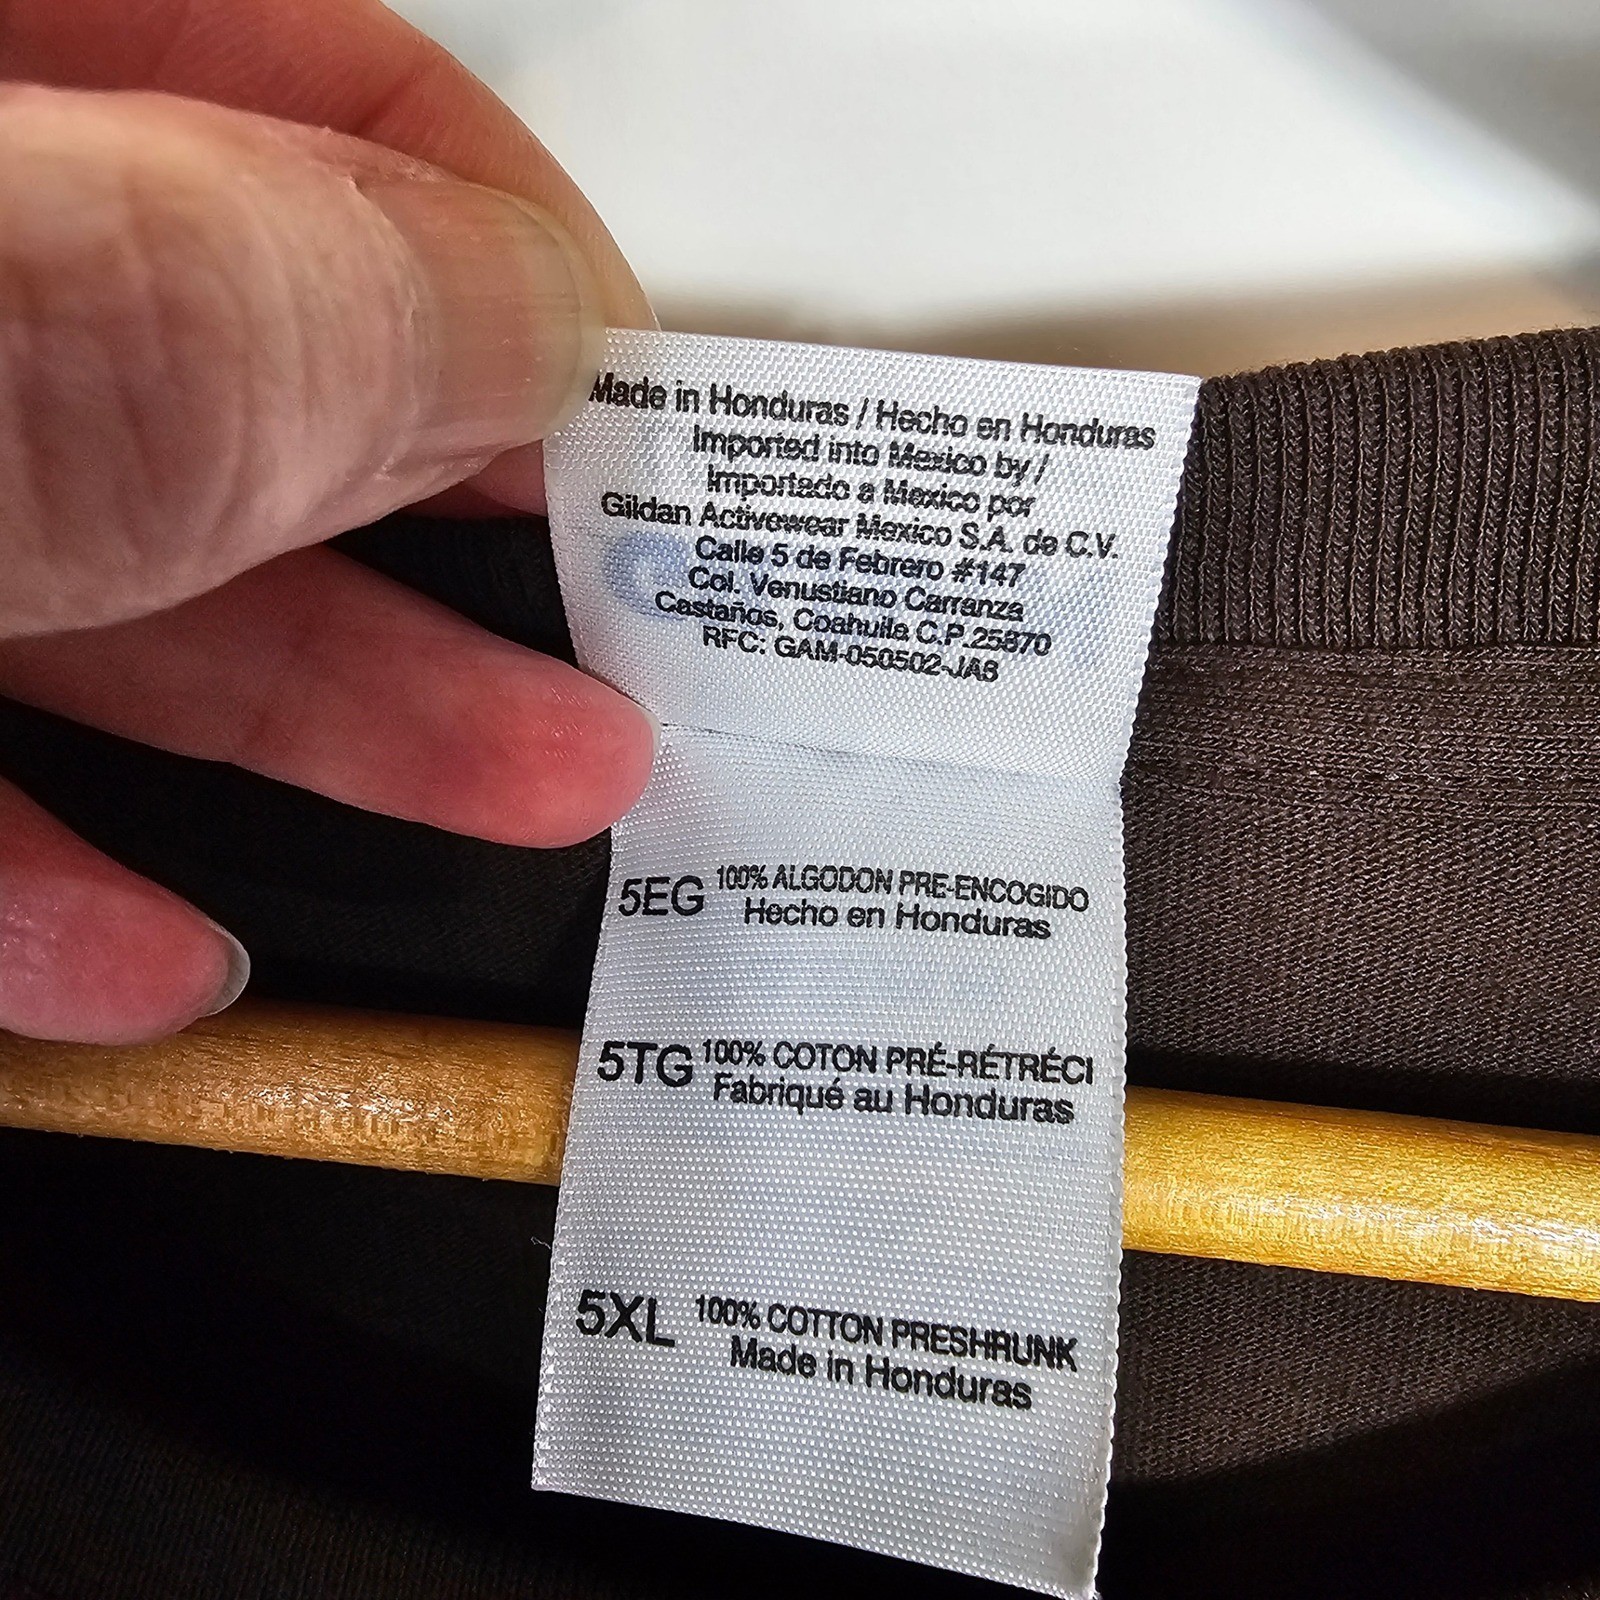 Made in Honduras / Hecho en Honduras
Imported into Mexico by /
Importado a Mexico por
Gildan Activewear Mexico S.A. de C.V.
Calle 5 de Febrero #147
Col. Venustiano Carranza
Castaños, Coahuila C.P.25870
RFC: GAM-050502-JA8
5EG 100% ALGODON PRE-ENCOGIDO
Hecho en Honduras
5TG 100% COTON PRÉ-RÉTRÉCI
Fabriqué au Honduras
5XL 100% COTTON PRESHRUNK
Made in Honduras